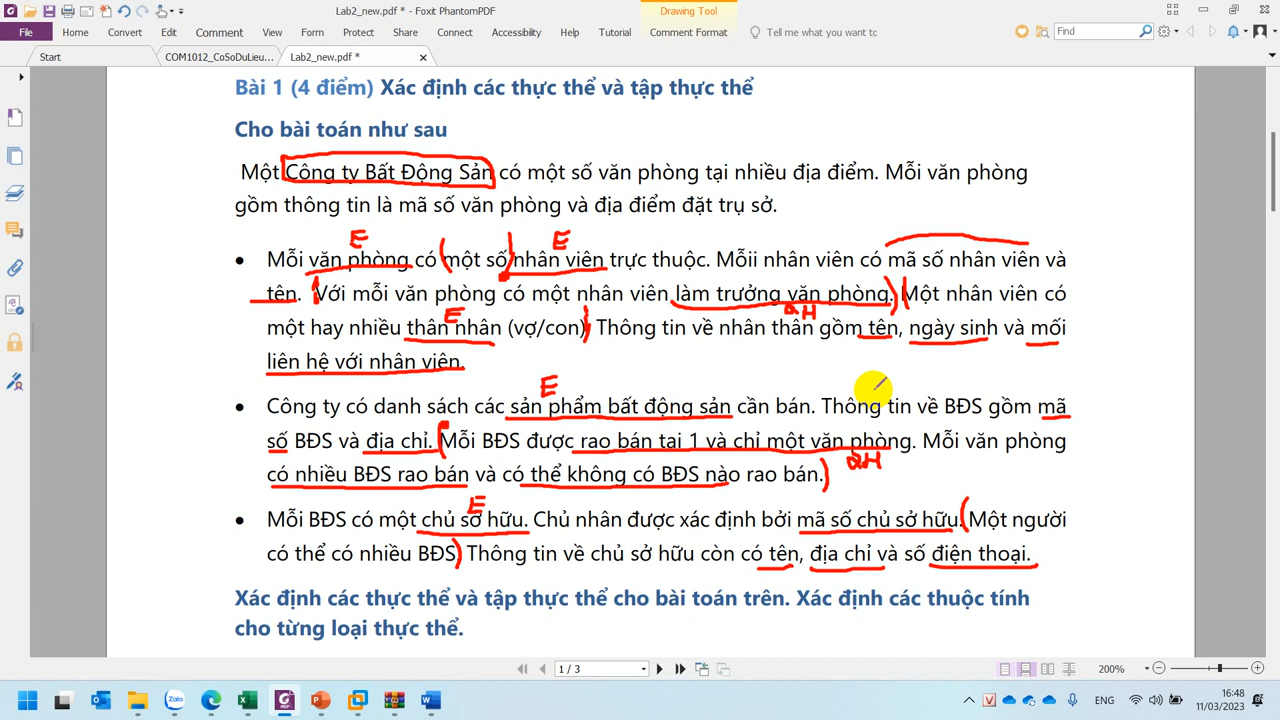 Lab2_new.pdf * - Foxit PhantomPDF
Drawing Tool
File Home Convert Edit Comment View Form Protect Share Connect Accessibility Help Tutorial Comment Format Tell me what you want to Find
Start COM1012_CoSoDuLieu... Lab2_new.pdf *
Bài 1 (4 điểm) Xác định các thực thể và tập thực thể
Cho bài toán như sau
Một Công ty Bất Động Sản có một số văn phòng tại nhiều địa điểm. Mỗi văn phòng
gồm thông tin là mã số văn phòng và địa điểm đặt trụ sở.
E E
• Mỗi văn phòng có một số nhân viên trực thuộc. Mỗii nhân viên có mã số nhân viên và
tên. Với mỗi văn phòng có một nhân viên làm trưởng văn phòng. Một nhân viên có
E QH
một hay nhiều thân nhân (vợ/con). Thông tin về nhân thân gồm tên, ngày sinh và mối
liên hệ với nhân viên.
E
• Công ty có danh sách các sản phẩm bất động sản cần bán. Thông tin về BĐS gồm mã
số BĐS và địa chỉ. Mỗi BĐS được rao bán tai 1 và chỉ một văn phòng. Mỗi văn phòng
QH
có nhiều BĐS rao bán và có thể không có BĐS nào rao bán.
E
• Mỗi BĐS có một chủ sở hữu. Chủ nhân được xác định bởi mã số chủ sở hữu. Một người
có thể có nhiều BĐS. Thông tin về chủ sở hữu còn có tên, địa chỉ và số điện thoại.
Xác định các thực thể và tập thực thể cho bài toán trên. Xác định các thuộc tính
cho từng loại thực thể.
1 / 3 200%
ENG 16:48
11/03/2023